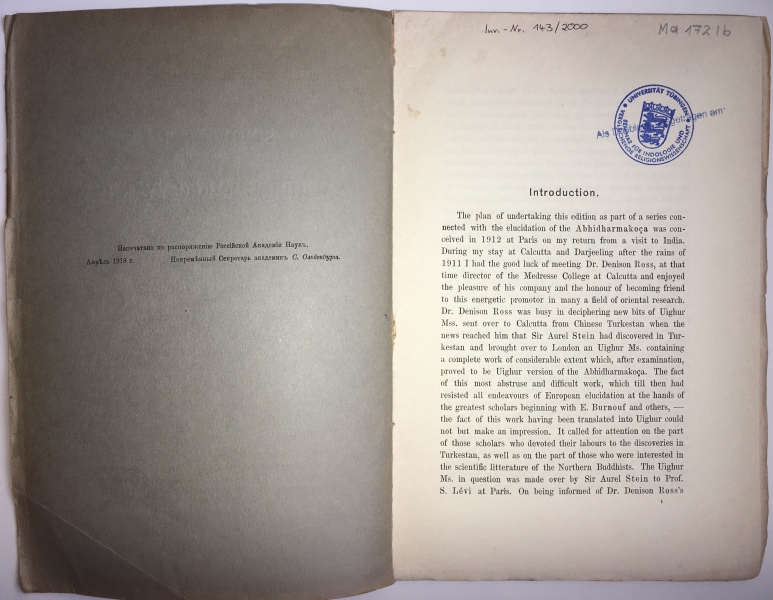 Напечатано по распоряженію Россійской Академіи Наукъ.
Апрѣль 1918 г. Непремѣнный Секретарь академикъ С. Ольденбургъ.
Inv.-Nr. 143/2000
UNIVERSITÄT TÜBINGEN
SEMINAR FÜR INDOLOGIE UND
VERGLEICHENDE RELIGIONSWISSENSCHAFT
Als
Introduction.
The plan of undertaking this edition as part of a series con-
nected with the elucidation of the Abhidharmakoça was con-
ceived in 1912 at Paris on my return from a visit to India.
During my stay at Calcutta and Darjeeling after the rains of
1911 I had the good luck of meeting Dr. Denison Ross, at that
time director of the Medresse College at Calcutta and enjoyed
the pleasure of his company and the honour of becoming friend
to this energetic promotor in many a field of oriental research.
Dr. Denison Ross was busy in deciphering new bits of Uighur
Mss. sent over to Calcutta from Chinese Turkestan when the
news reached him that Sir Aurel Stein had discovered in Tur-
kestan and brought over to London an Uighur Ms. containing
a complete work of considerable extent which, after examination,
proved to be Uighur version of the Abhidharmakoça. The fact
of this most abstruse and difficult work, which till then had
resisted all endeavours of European elucidation at the hands of
the greatest scholars beginning with E. Burnouf and others, —
the fact of this work having been translated into Uighur could
not but make an impression. It called for attention on the part
of those scholars who devoted their labours to the discoveries in
Turkestan, as well as on the part of those who were interested in
the scientific litterature of the Northern Buddhists. The Uighur
Ms. in question was made over by Sir Aurel Stein to Prof.
S. Lévi at Paris. On being informed of Dr. Denison Ross's
1